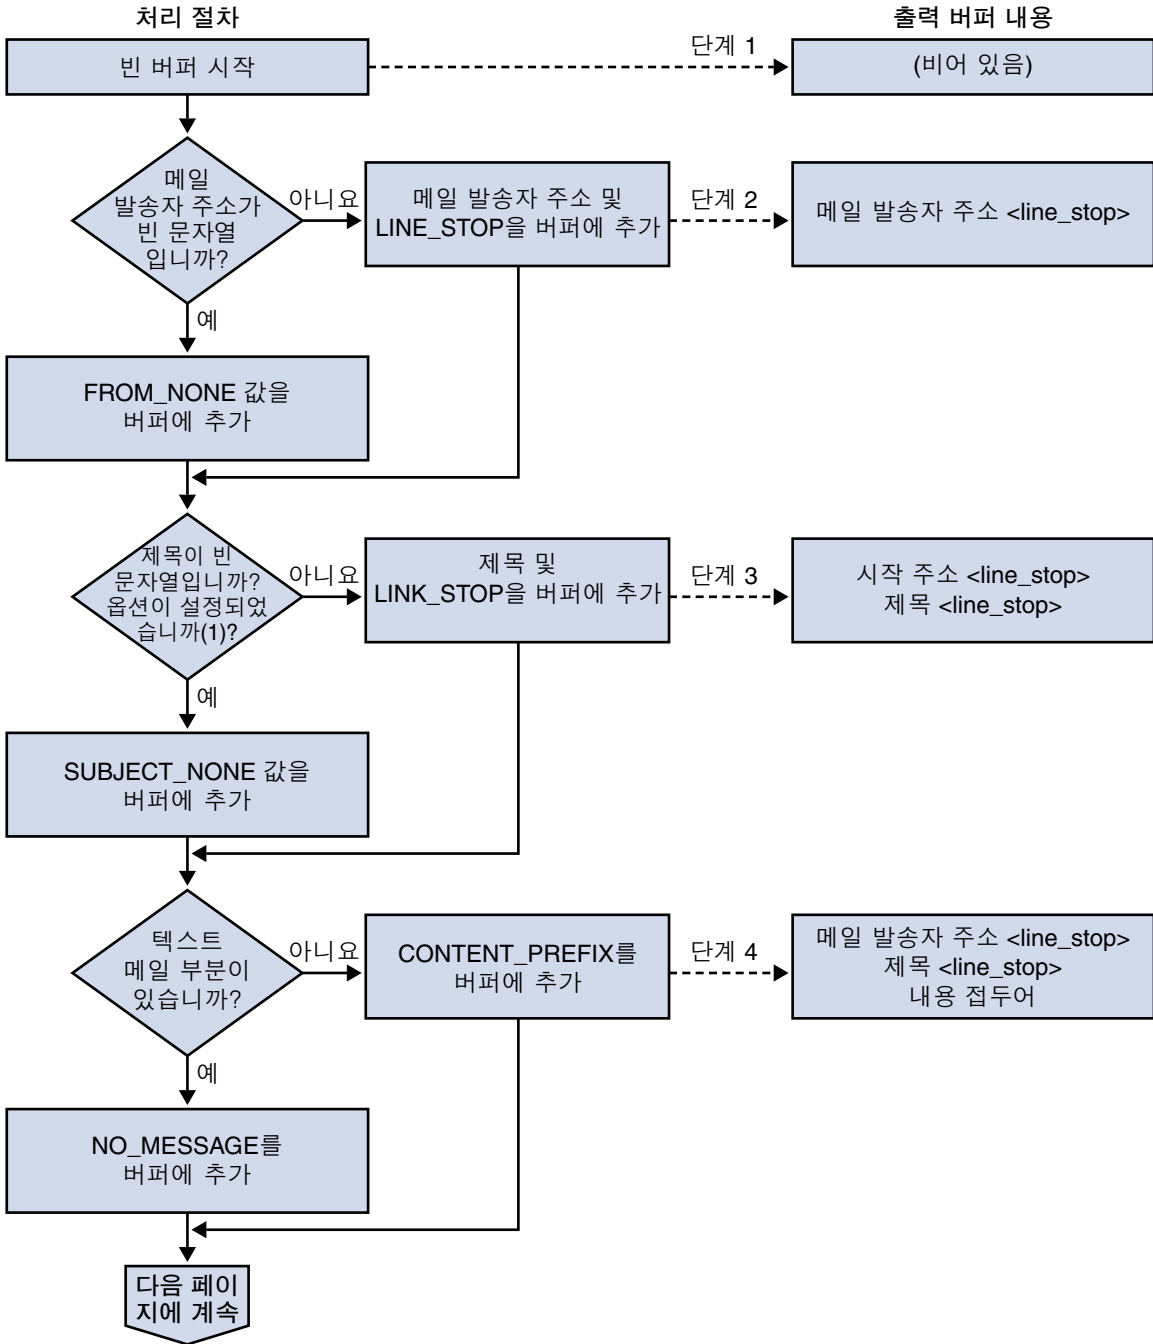 처리 절차
출력 버퍼 내용
빈 버퍼 시작
단계 1
(비어 있음)
메일
발송자 주소가
빈 문자열
입니까?
아니요
메일 발송자 주소 및
LINE_STOP을 버퍼에 추가
단계 2
메일 발송자 주소 <line_stop>
예
FROM_NONE 값을
버퍼에 추가
제목이 빈
문자열입니까?
옵션이 설정되었
습니까(1)?
아니요
제목 및
LINK_STOP을 버퍼에 추가
단계 3
시작 주소 <line_stop>
제목 <line_stop>
예
SUBJECT_NONE 값을
버퍼에 추가
텍스트
메일 부분이
있습니까?
아니요
CONTENT_PREFIX를
버퍼에 추가
단계 4
메일 발송자 주소 <line_stop>
제목 <line_stop>
내용 접두어
예
NO_MESSAGE를
버퍼에 추가
다음 페이
지에 계속